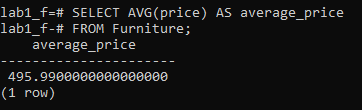 lab1_f=# SELECT AVG(price) AS average_price
lab1_f-# FROM Furniture;
    average_price
----------------------
 495.9900000000000000
(1 row)